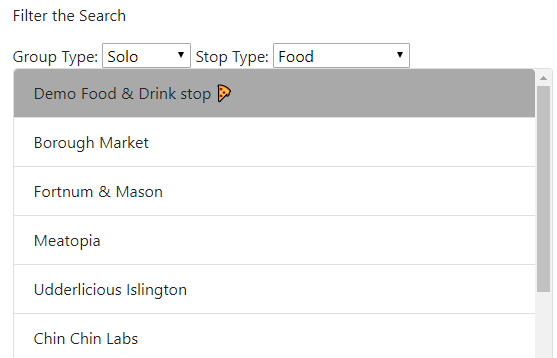 Filter the Search
Group Type: Solo Stop Type: Food
Demo Food & Drink stop 🍕
Borough Market
Fortnum & Mason
Meatopia
Udderlicious Islington
Chin Chin Labs